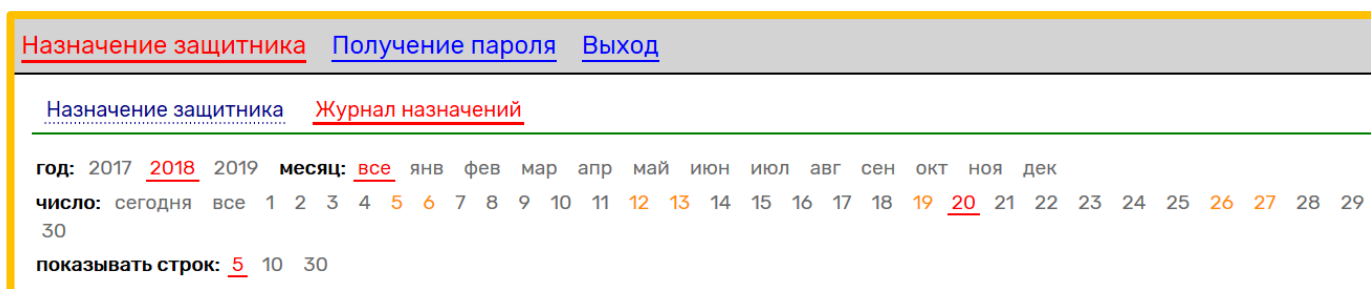 Назначение защитника Получение пароля Выход
Назначение защитника Журнал назначений
год: 2017 2018 2019 месяц: все янв фев мар апр май июн июл авг сен окт ноя дек
число: сегодня все 1 2 3 4 5 6 7 8 9 10 11 12 13 14 15 16 17 18 19 20 21 22 23 24 25 26 27 28 29
30
показывать строк: 5 10 30